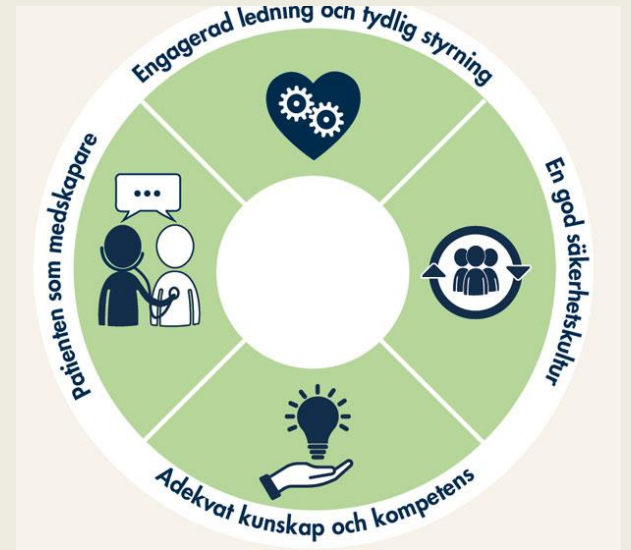 Engagerad ledning och tydlig styrning
En god säkerhetskultur
Adekvat kunskap och kompetens
Patienten som medskapare